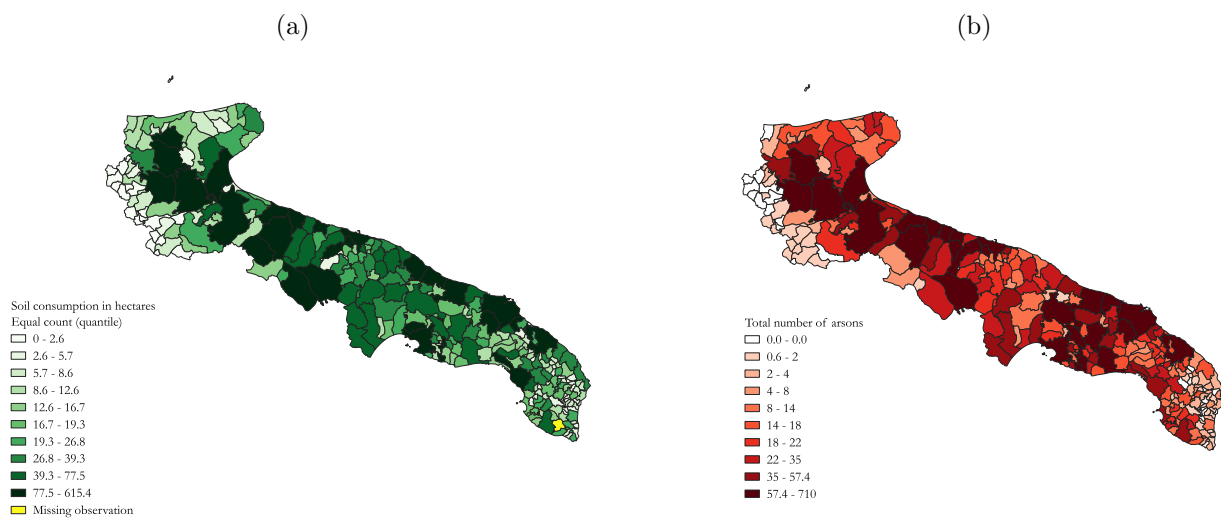 (a)
(b)
Soil consumption in hectares
Equal count (quantile)
0 - 2.6
2.6 - 5.7
5.7 - 8.6
8.6 - 12.6
12.6 - 16.7
16.7 - 19.3
19.3 - 26.8
26.8 - 39.3
39.3 - 77.5
77.5 - 615.4
Missing observation
Total number of arsons
0.0 - 0.0
0.6 - 2
2 - 4
4 - 8
8 - 14
14 - 18
18 - 22
22 - 35
35 - 57.4
57.4 - 710